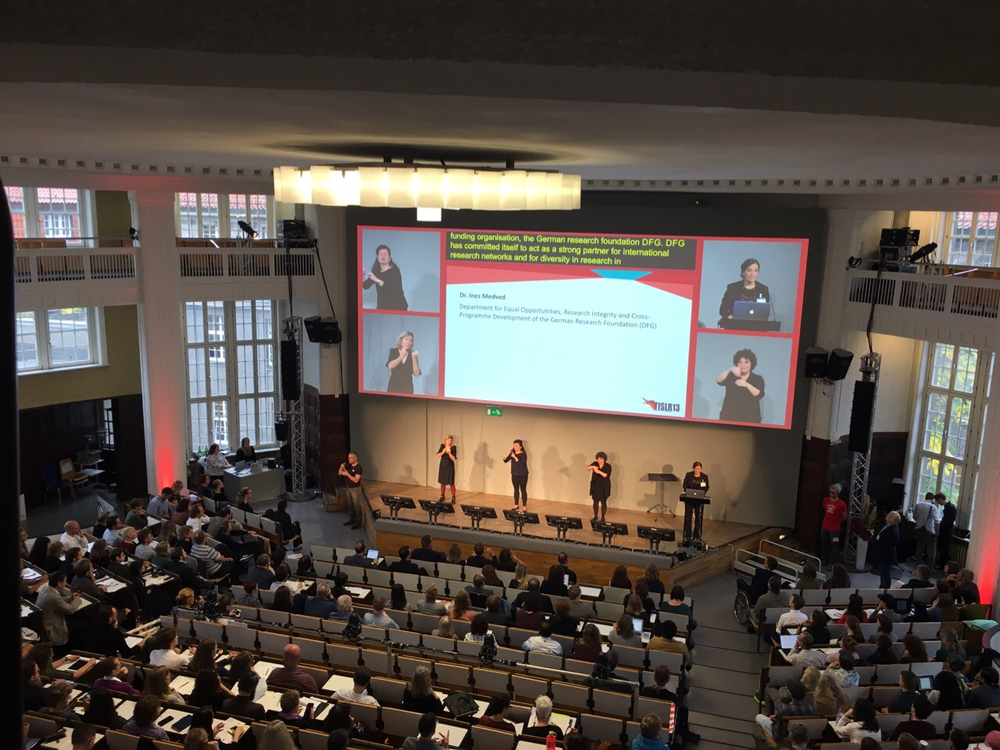 funding organisation, the German research foundation DFG. DFG
has committed itself to act as a strong partner for international
research networks and for diversity in research in
Dr. Ines Medved
Department for Equal Opportunities, Research Integrity and Cross-
Programme Development of the German Research Foundation (DFG)
TISLR13